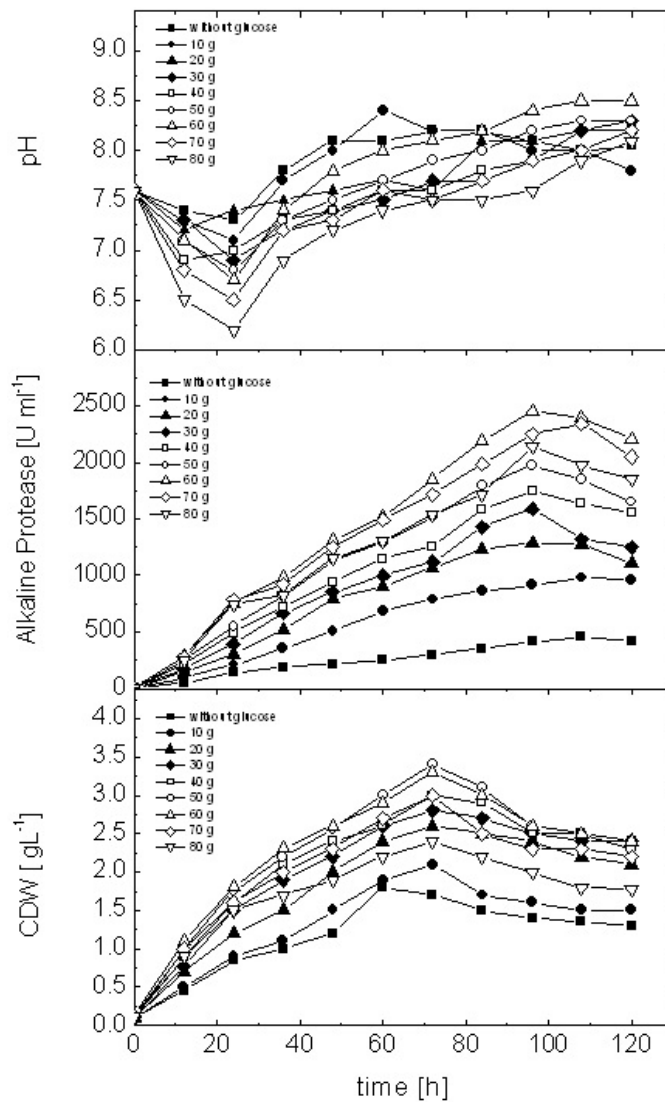 without glucose
10 g
20 g
30 g
40 g
50 g
60 g
70 g
80 g
9.0
8.5
8.0
7.5
7.0
6.5
6.0
pH
without glucose
10 g
20 g
30 g
40 g
50 g
60 g
70 g
80 g
2500
2000
1500
1000
500
0
Alkaline Protease [U ml-1]
without glucose
10 g
20 g
30 g
40 g
50 g
60 g
70 g
80 g
4.0
3.5
3.0
2.5
2.0
1.5
1.0
0.5
0.0
CDW [ gL-1]
0 20 40 60 80 100 120
time [h]